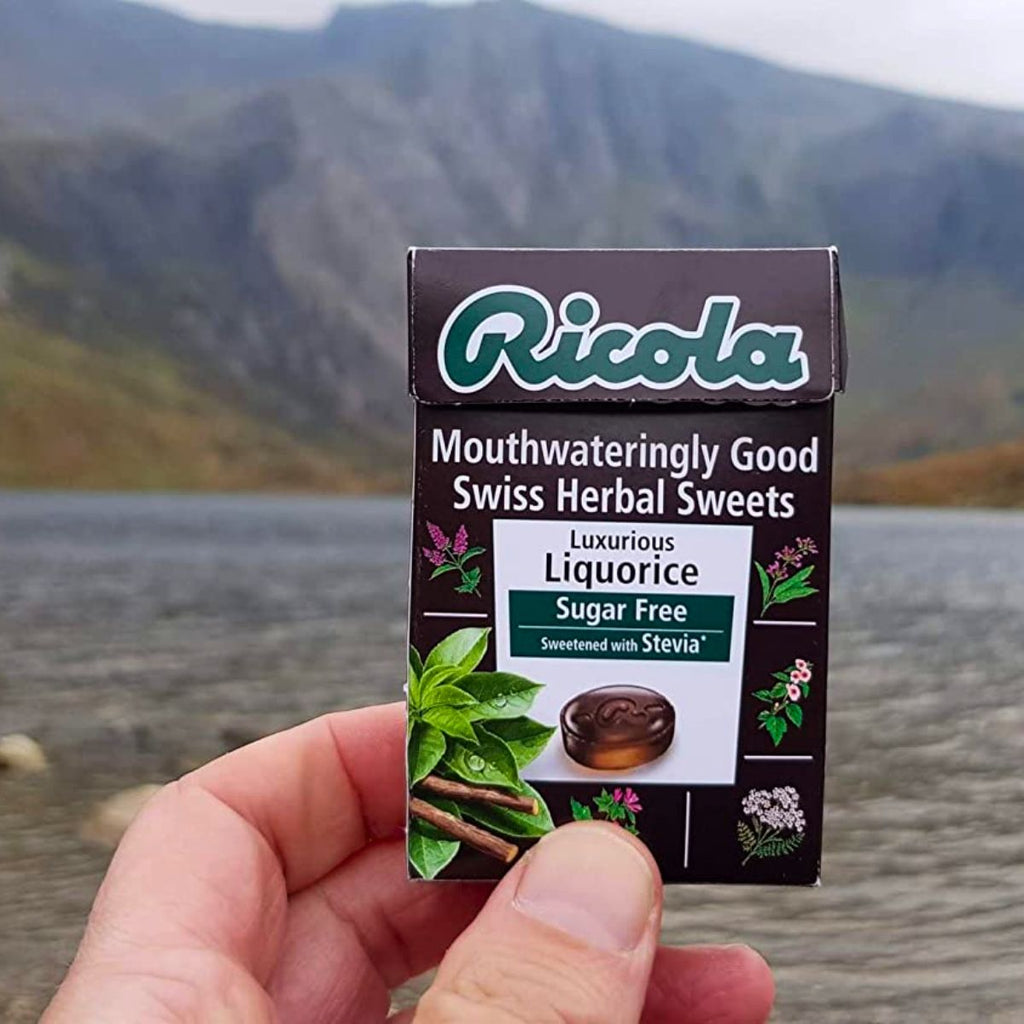 Ricola
Mouthwateringly Good
Swiss Herbal Sweets
Luxurious
Liquorice
Sugar Free
Sweetened with Stevia*